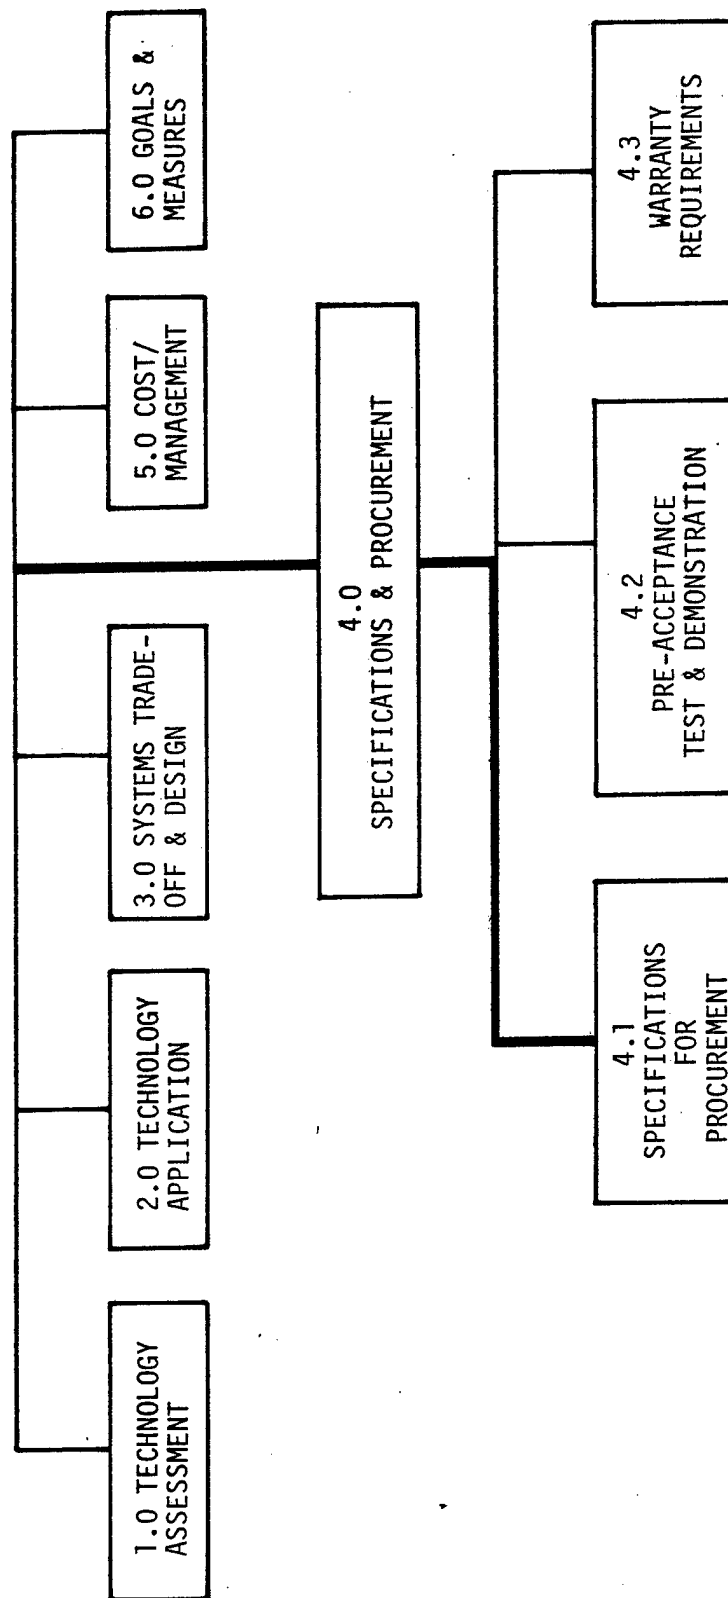 1.0 TECHNOLOGY
ASSESSMENT
2.0 TECHNOLOGY
APPLICATION
3.0 SYSTEMS TRADE-
OFF & DESIGN
5.0 COST/
MANAGEMENT
6.0 GOALS &
MEASURES
4.0
SPECIFICATIONS & PROCUREMENT
4.1
SPECIFICATIONS
FOR
PROCUREMENT
4.2
PRE-ACCEPTANCE
TEST & DEMONSTRATION
4.3
WARRANTY
REQUIREMENTS